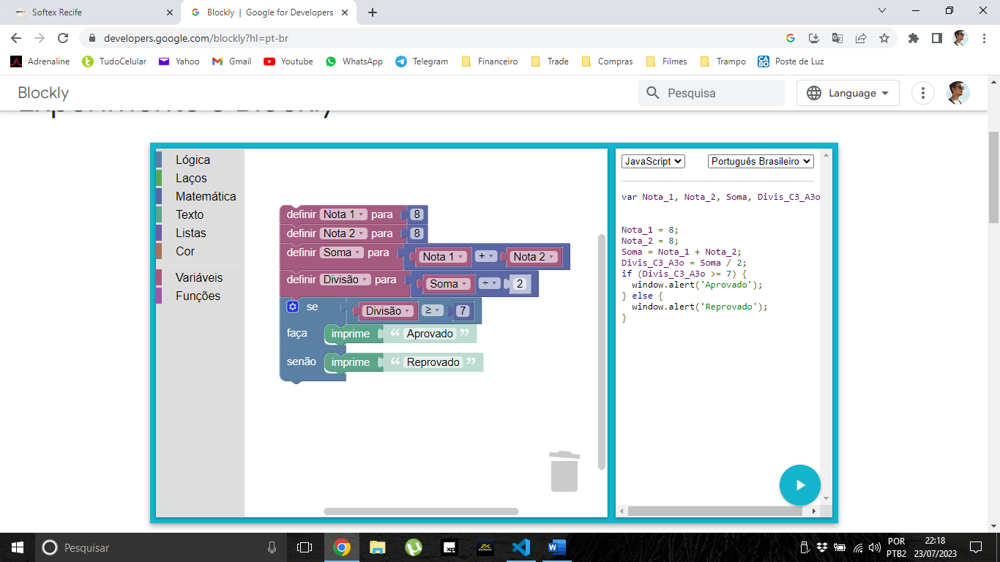 Softex Recife
Blockly | Google for Developers
developers.google.com/blockly?hl=pt-br
Adrenaline TudoCelular Yahoo Gmail Youtube WhatsApp Telegram Financeiro Trade Compras Filmes Trampo Poste de Luz
Blockly
Pesquisa
Language
Experimente o Blockly
Lógica
Laços
Matemática
Texto
Listas
Cor
Variáveis
Funções
definir Nota 1 para 8
definir Nota 2 para 8
definir Soma para Nota 1 + Nota 2
definir Divisão para Soma ÷ 2
se Divisão ≥ 7
faça imprime “ Aprovado ”
senão imprime “ Reprovado ”
JavaScript Português Brasileiro
var Nota_1, Nota_2, Soma, Divis_C3_A3o
Nota_1 = 8;
Nota_2 = 8;
Soma = Nota_1 + Nota_2;
Divis_C3_A3o = Soma / 2;
if (Divis_C3_A3o >= 7) {
  window.alert('Aprovado');
} else {
  window.alert('Reprovado');
}
Pesquisar
xp
exness
POR
PTB2
22:18
23/07/2023